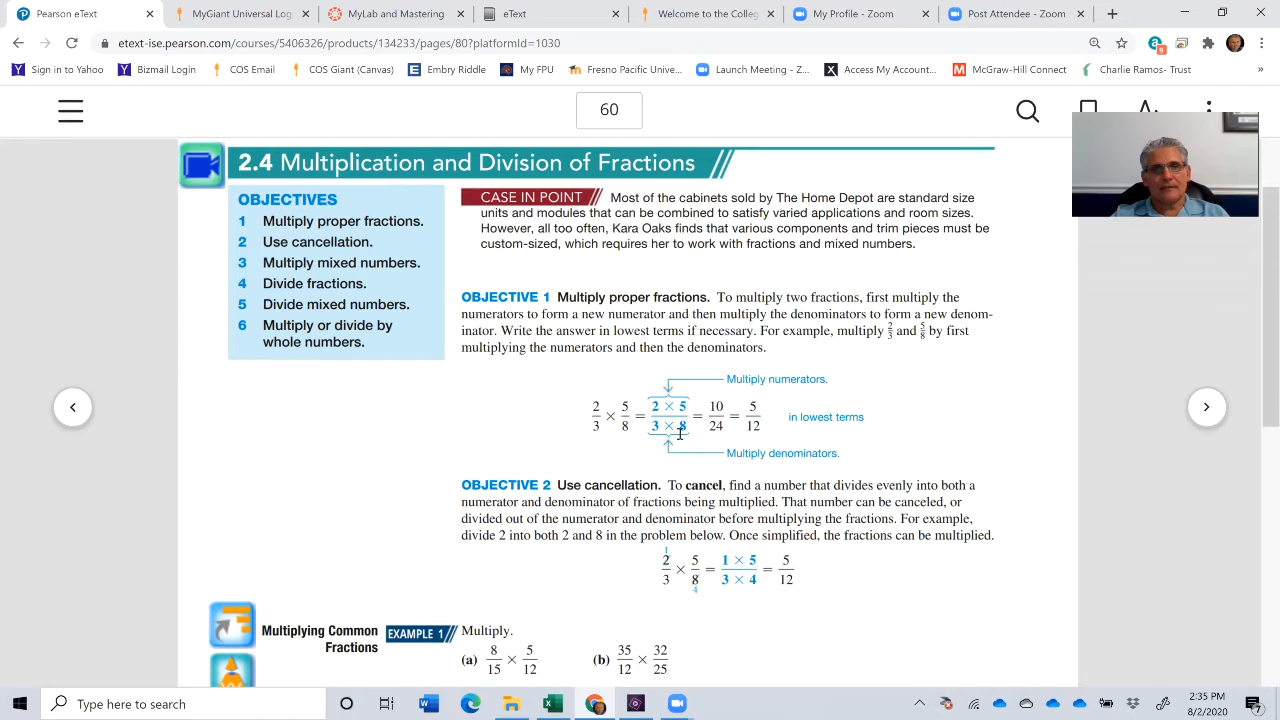 Pearson
MyGiant Universal Log
MyLab and Mastering
eText
Welcome to the Colleg
My Profile - Zoom
Post Attendee - Zoom
etext-ise.pearson.com/courses/5406326/products/134233/pages/80?platformId=1030
Sign in to Yahoo
Bizmail Login
COS Email
COS Giant (Canvas)
Embry Riddle
My FPU
Fresno Pacific Unive...
Launch Meeting - Z...
Access My Account...
McGraw-Hill Connect
Charlie Ramos- Trust
60
2.4 Multiplication and Division of Fractions
OBJECTIVES
1 Multiply proper fractions.
2 Use cancellation.
3 Multiply mixed numbers.
4 Divide fractions.
5 Divide mixed numbers.
6 Multiply or divide by
whole numbers.
CASE IN POINT Most of the cabinets sold by The Home Depot are standard size
units and modules that can be combined to satisfy varied applications and room sizes.
However, all too often, Kara Oaks finds that various components and trim pieces must be
custom-sized, which requires her to work with fractions and mixed numbers.
OBJECTIVE 1 Multiply proper fractions. To multiply two fractions, first multiply the
numerators to form a new numerator and then multiply the denominators to form a new denom-
inator. Write the answer in lowest terms if necessary. For example, multiply 2/3 and 5/8 by first
multiplying the numerators and then the denominators.
Multiply numerators.
2/3 × 5/8 = (2 × 5)/(3 × 8) = 10/24 = 5/12 in lowest terms
Multiply denominators.
OBJECTIVE 2 Use cancellation. To cancel, find a number that divides evenly into both a
numerator and denominator of fractions being multiplied. That number can be canceled, or
divided out of the numerator and denominator before multiplying the fractions. For example,
divide 2 into both 2 and 8 in the problem below. Once simplified, the fractions can be multiplied.
1
2/3 × 5/8 = (1 × 5)/(3 × 4) = 5/12
4
Multiplying Common
Fractions
EXAMPLE 1 Multiply.
(a) 8/15 × 5/12 (b) 35/12 × 32/25
Type here to search
2:35 PM
8/2/2020
7